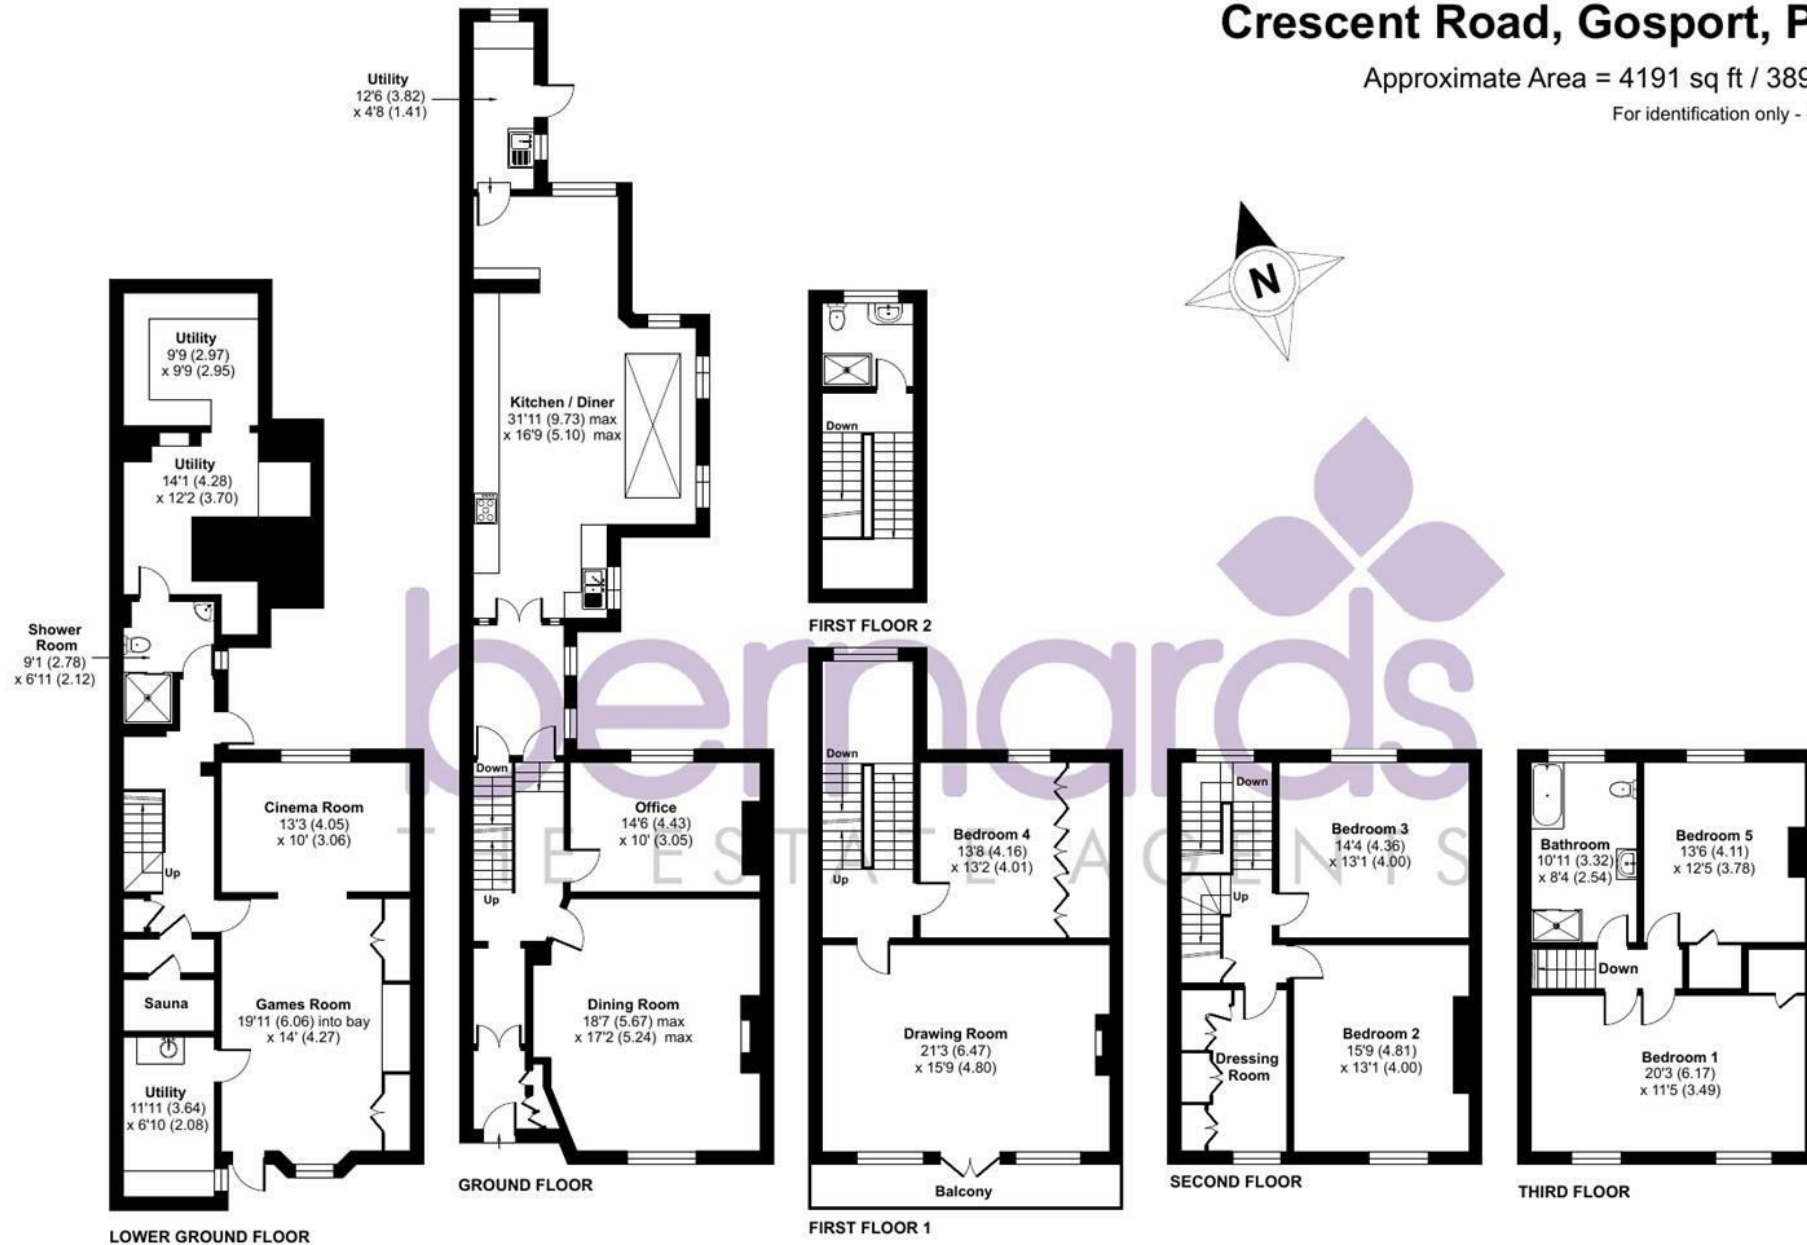 Crescent Road, Gosport, P
Approximate Area = 4191 sq ft / 389
For identification only -
Utility
12'6 (3.82)
x 4'8 (1.41)
N
Utility
9'9 (2.97)
x 9'9 (2.95)
Utility
14'1 (4.28)
x 12'2 (3.70)
Shower
Room
9'1 (2.78)
x 6'11 (2.12)
Cinema Room
13'3 (4.05)
x 10' (3.06)
Up
Sauna
Games Room
19'11 (6.06) into bay
x 14' (4.27)
Utility
11'11 (3.64)
x 6'10 (2.08)
LOWER GROUND FLOOR
Kitchen / Diner
31'11 (9.73) max
x 16'9 (5.10) max
Down
Office
14'6 (4.43)
x 10' (3.05)
Up
Dining Room
18'7 (5.67) max
x 17'2 (5.24) max
GROUND FLOOR
Down
FIRST FLOOR 2
Down
Up
Bedroom 4
13'8 (4.16)
x 13'2 (4.01)
Drawing Room
21'3 (6.47)
x 15'9 (4.80)
Balcony
FIRST FLOOR 1
Down
Bedroom 3
14'4 (4.36)
x 13'1 (4.00)
Up
Dressing
Room
Bedroom 2
15'9 (4.81)
x 13'1 (4.00)
SECOND FLOOR
Bathroom
10'11 (3.32)
x 8'4 (2.54)
Bedroom 5
13'6 (4.11)
x 12'5 (3.78)
Down
Bedroom 1
20'3 (6.17)
x 11'5 (3.49)
THIRD FLOOR
bernards
THE ESTATE AGENTS